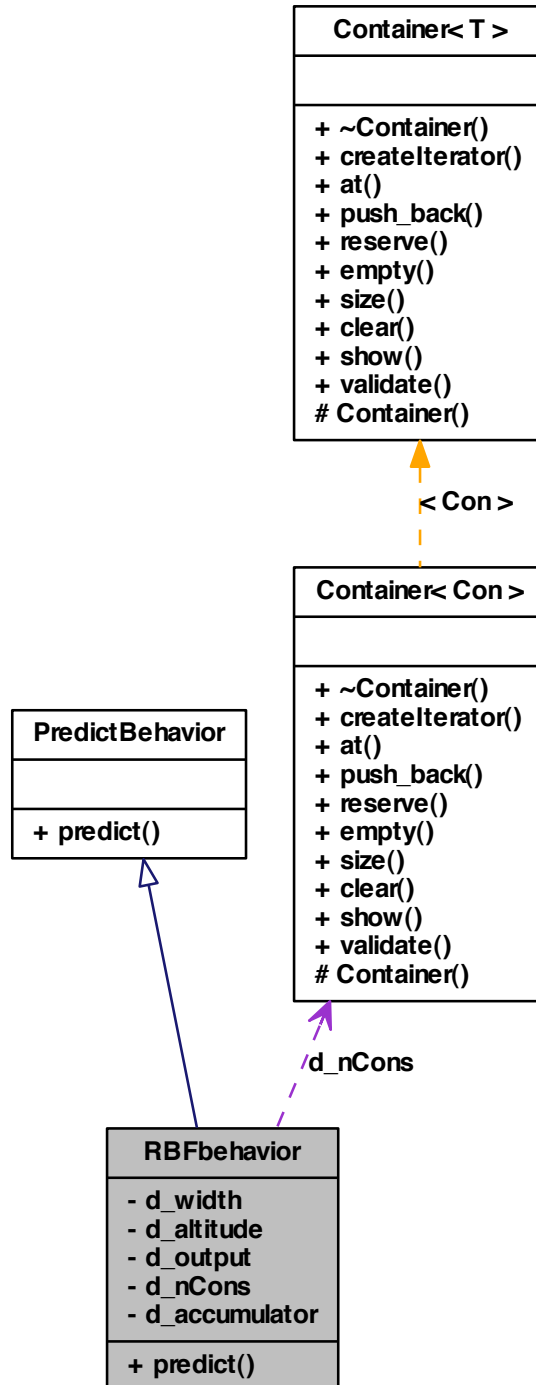 Container< T >
+ ~Container()
+ createIterator()
+ at()
+ push_back()
+ reserve()
+ empty()
+ size()
+ clear()
+ show()
+ validate()
# Container()
< Con >
Container< Con >
+ ~Container()
+ createIterator()
+ at()
+ push_back()
+ reserve()
+ empty()
+ size()
+ clear()
+ show()
+ validate()
# Container()
PredictBehavior
+ predict()
d_nCons
RBFbehavior
- d_width
- d_altitude
- d_output
- d_nCons
- d_accumulator
+ predict()